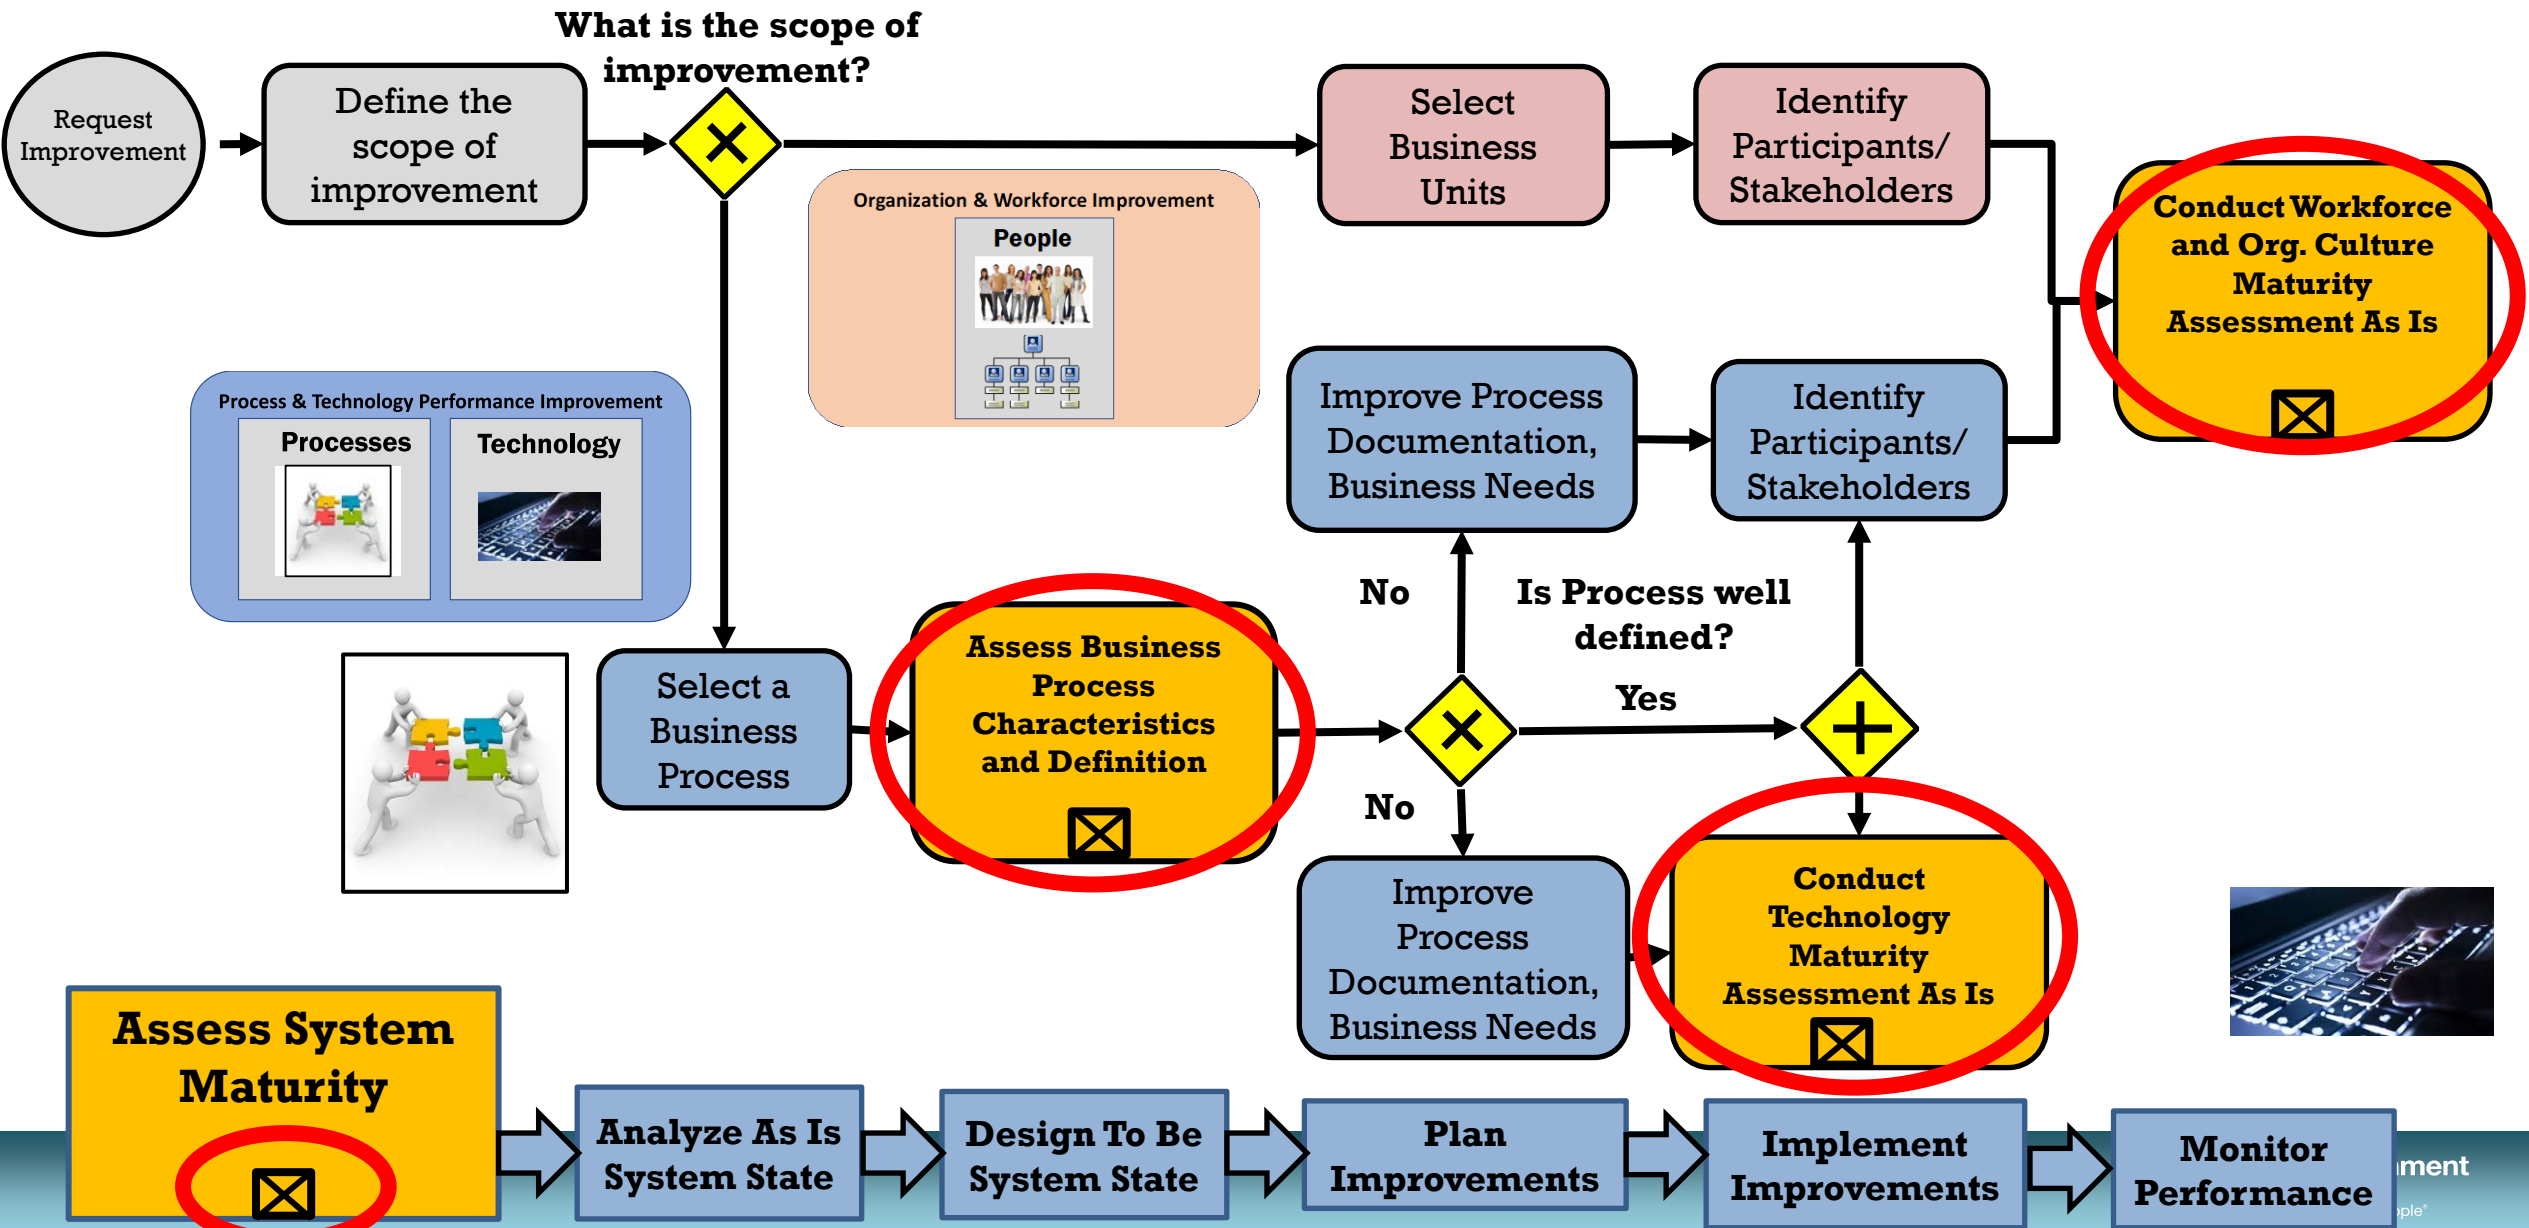 What is the scope of
improvement?
Request
Improvement
Define the
scope of
improvement
Select
Business
Units
Identify
Participants/
Stakeholders
Conduct Workforce
and Org. Culture
Maturity
Assessment As Is
Organization & Workforce Improvement
People
Process & Technology Performance Improvement
Processes
Technology
Improve Process
Documentation,
Business Needs
Identify
Participants/
Stakeholders
No
Is Process well
defined?
Select a
Business
Process
Assess Business
Process
Characteristics
and Definition
Yes
No
Improve
Process
Documentation,
Business Needs
Conduct
Technology
Maturity
Assessment As Is
Assess System
Maturity
Analyze As Is
System State
Design To Be
System State
Plan
Improvements
Implement
Improvements
Monitor
Performance